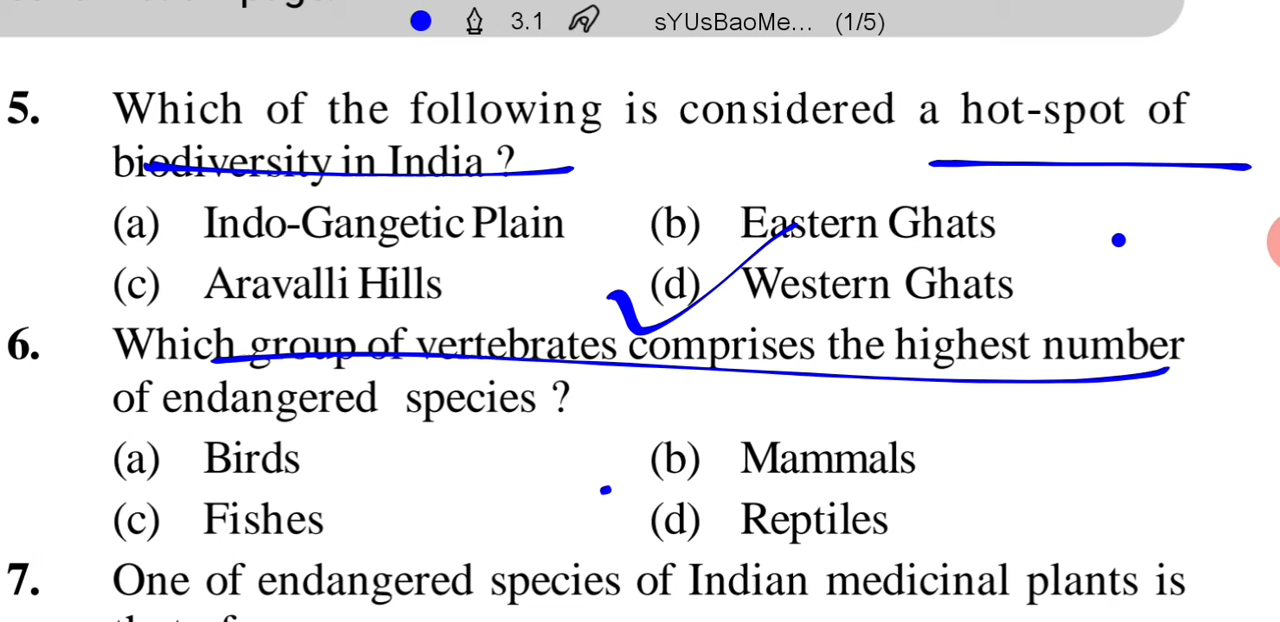 3.1 sYUsBaoMe... (1/5)
5. Which of the following is considered a hot-spot of
biodiversity in India ?
(a) Indo-Gangetic Plain (b) Eastern Ghats
(c) Aravalli Hills (d) Western Ghats
6. Which group of vertebrates comprises the highest number
of endangered species ?
(a) Birds (b) Mammals
(c) Fishes (d) Reptiles
7. One of endangered species of Indian medicinal plants is